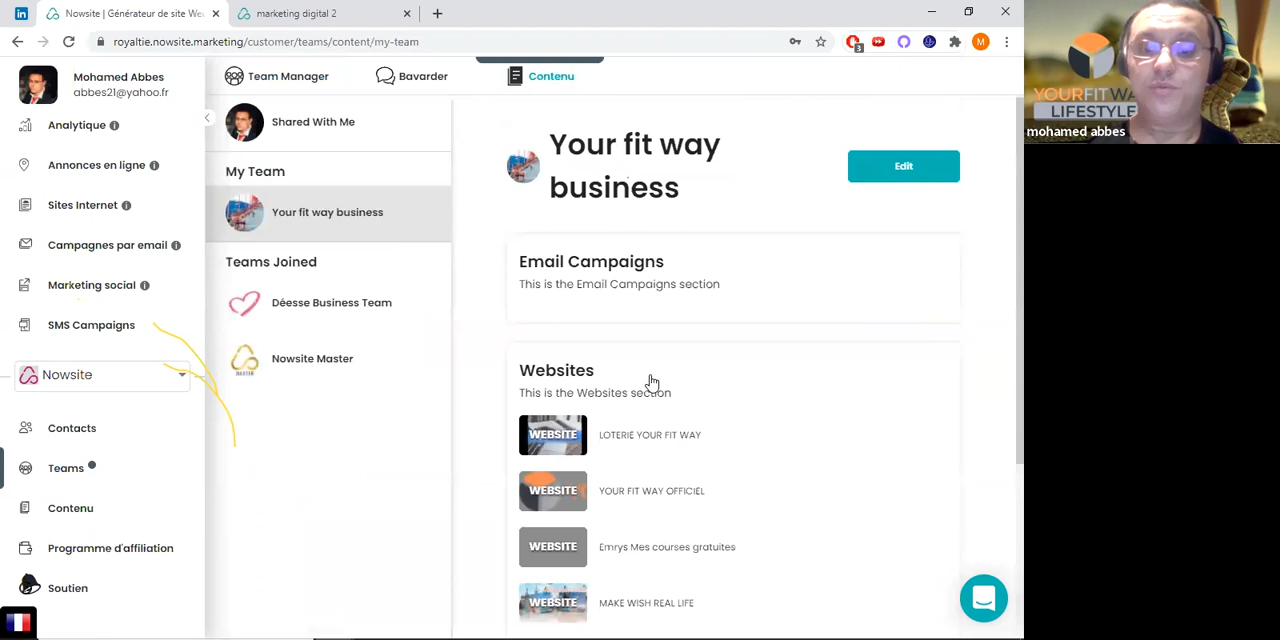 Nowsite | Générateur de site We
marketing digital 2
royaltie.nowsite.marketing/customer/teams/content/my-team
3
M
Mohamed Abbes
abbes21@yahoo.fr
Analytique
Annonces en ligne
Sites Internet
Campagnes par email
Marketing social
SMS Campaigns
Nowsite
Contacts
Teams
Contenu
Programme d'affiliation
Soutien
Team Manager
Bavarder
Contenu
Shared With Me
My Team
Your fit way business
Teams Joined
Déesse Business Team
Nowsite Master
Your fit way
business
Edit
Email Campaigns
This is the Email Campaigns section
Websites
This is the Websites section
WEBSITE
LOTERIE YOUR FIT WAY
WEBSITE
YOUR FIT WAY OFFICIEL
WEBSITE
Emrys Mes courses gratuites
WEBSITE
MAKE WISH REAL LIFE
YOURFIT WA
LIFESTYLE
mohamed abbes